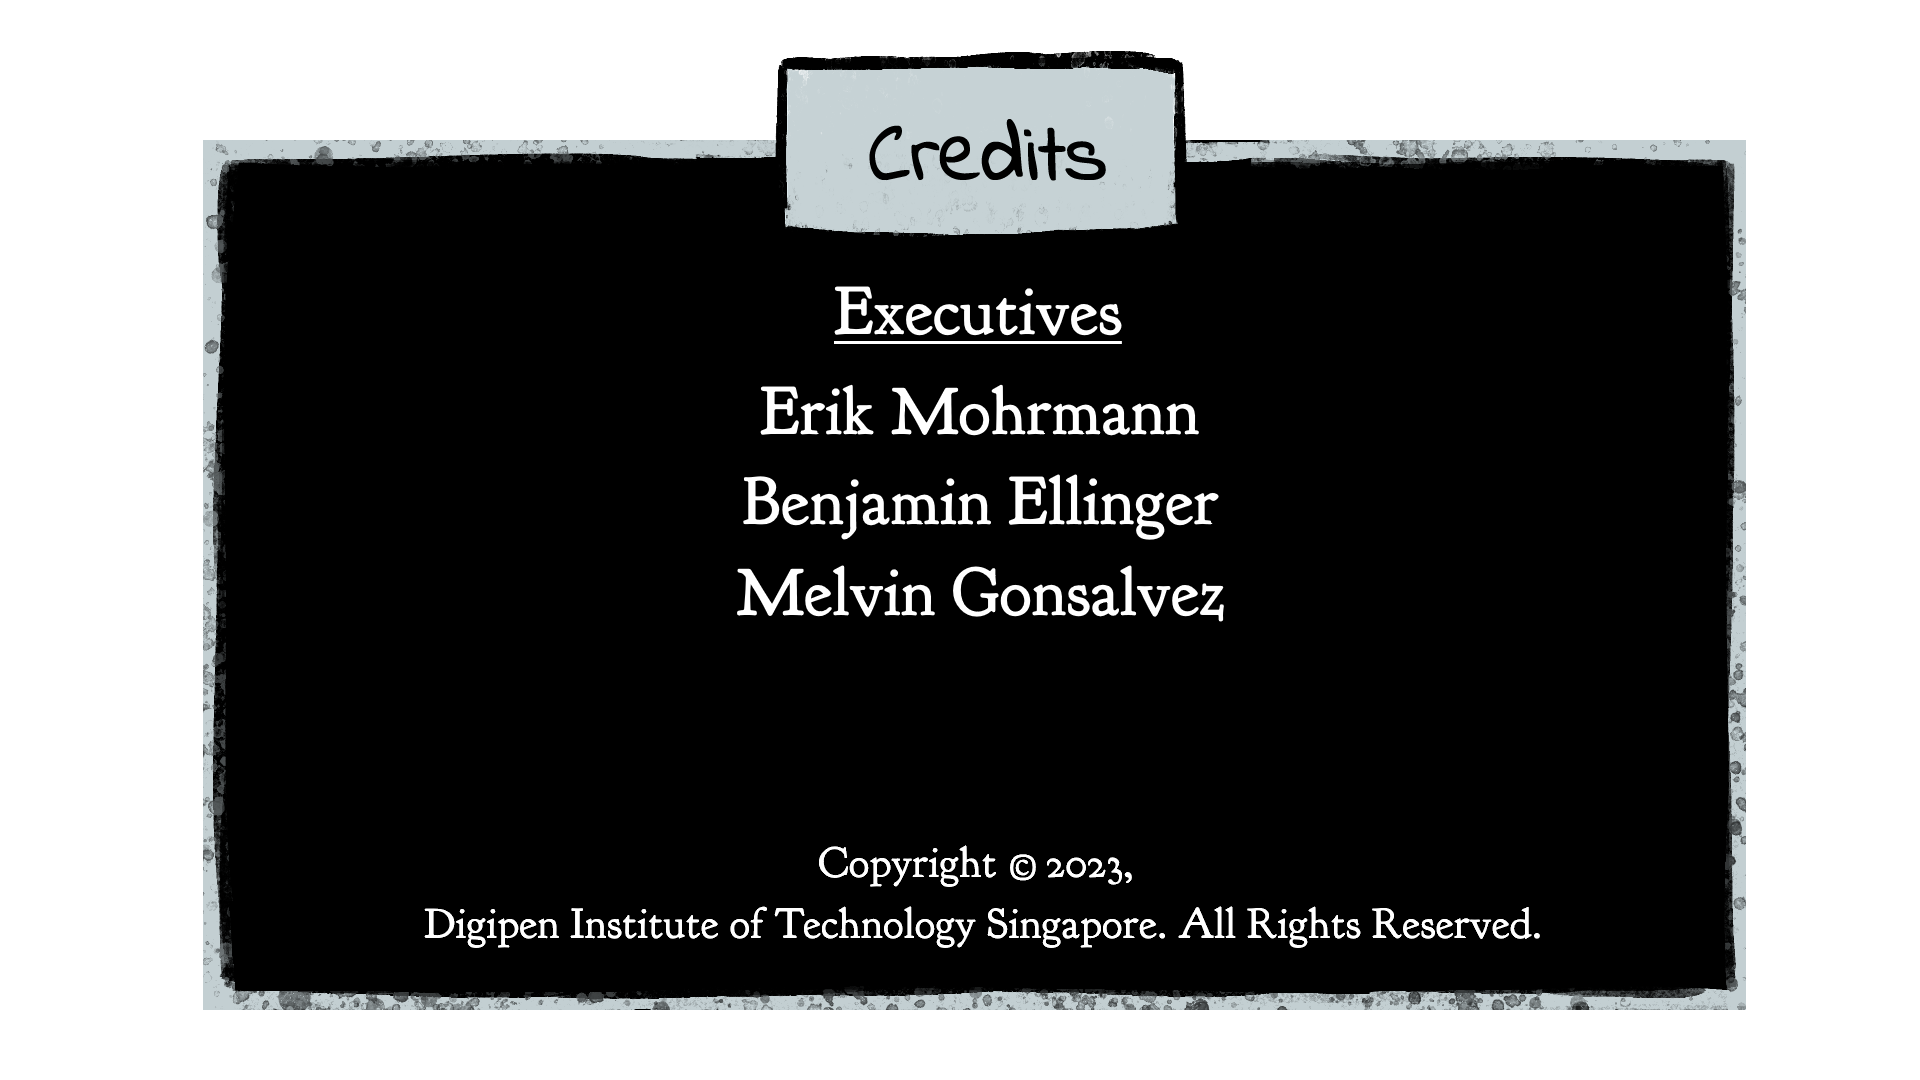 Credits
Executives
Erik Mohrmann
Benjamin Ellinger
Melvin Gonsalvez
Copyright © 2023,
Digipen Institute of Technology Singapore. All Rights Reserved.